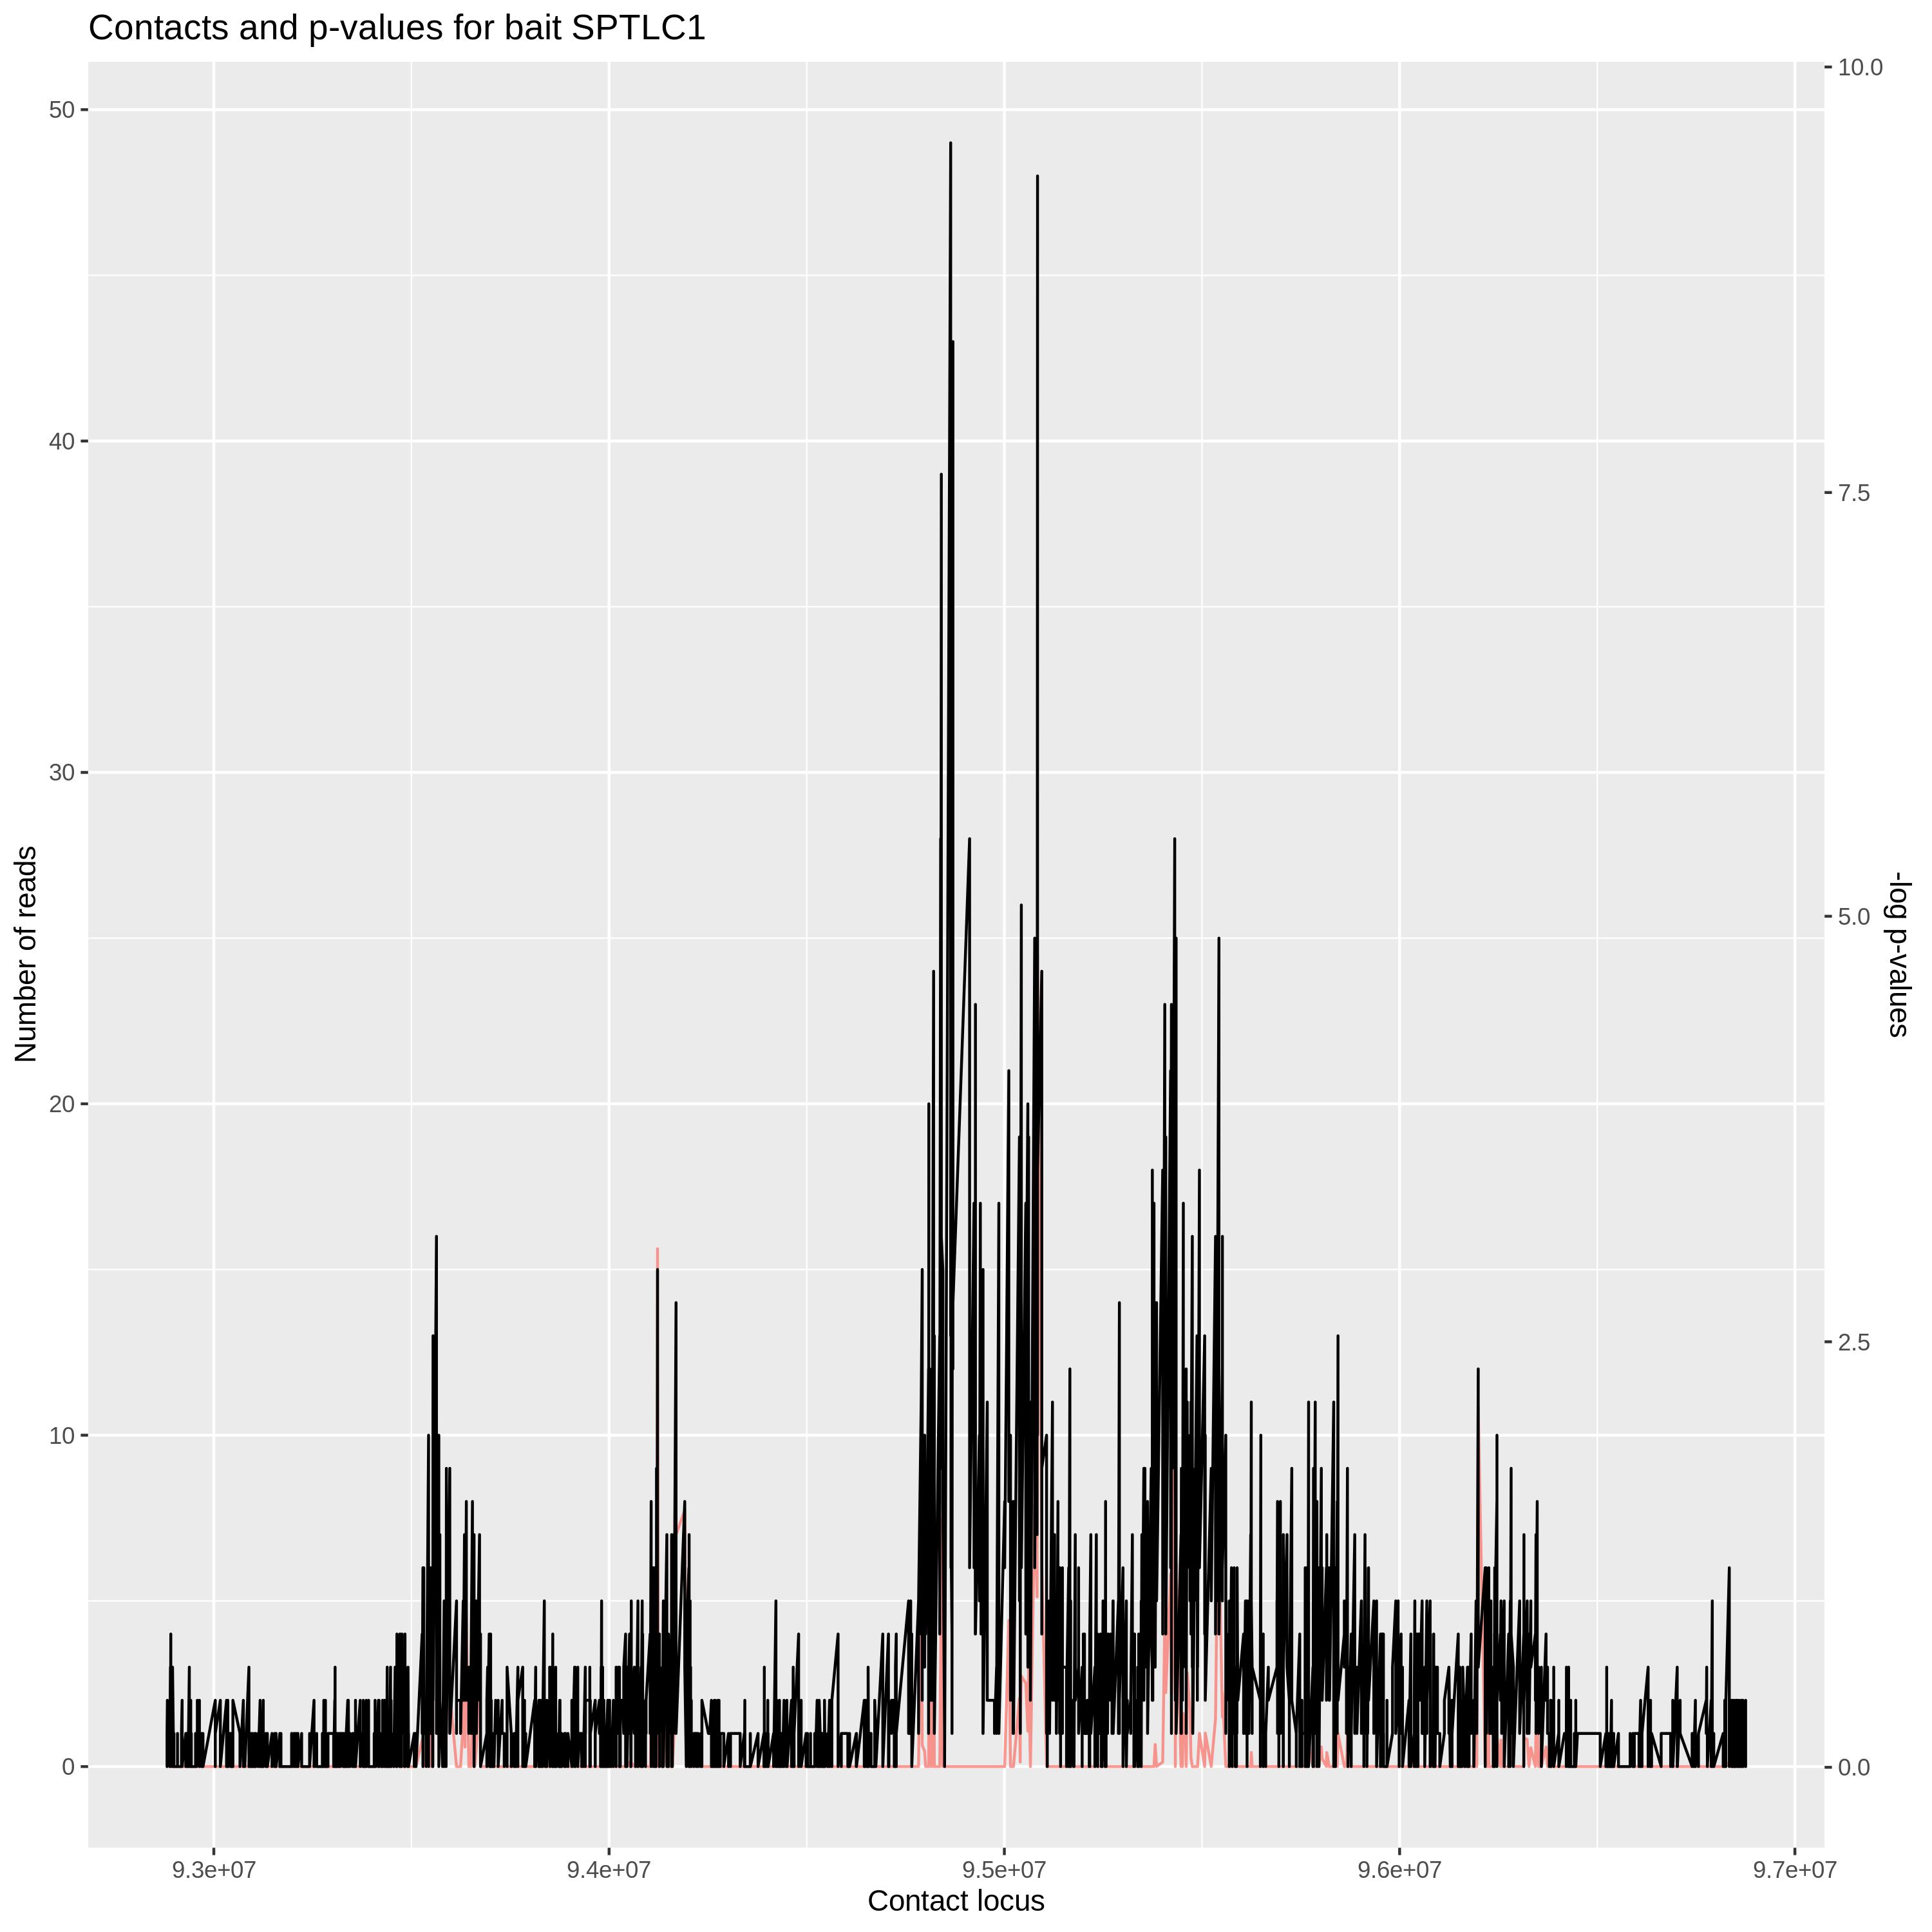 Contacts and p-values for bait SPTLC1
50
40
30
20
10
0
Number of reads
10.0
7.5
5.0
2.5
0.0
-log p-values
9.3e+07
9.4e+07
9.5e+07
9.6e+07
9.7e+07
Contact locus